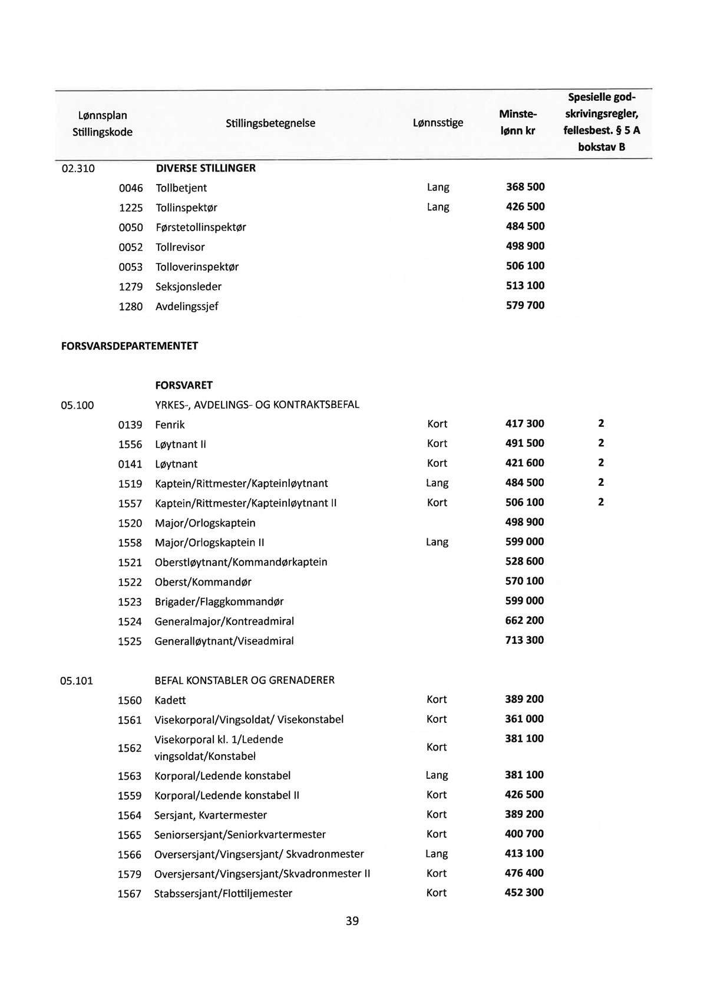 Lønnsplan
Stillingskode
Stillingsbetegnelse
Lønnsstige
Minste-
lønn kr
Spesielle god-
skrivingsregler,
fellesbest. § 5 A
bokstav B
02.310 DIVERSE STILLINGER
0046 Tollbetjent Lang 368 500
1225 Tollinspektør Lang 426 500
0050 Førstetollinspektør 484 500
0052 Tollrevisor 498 900
0053 Tolloverinspektør 506 100
1279 Seksjonsleder 513 100
1280 Avdelingssjef 579 700
FORSVARSDEPARTEMENTET
FORSVARET
05.100 YRKES-, AVDELINGS- OG KONTRAKTSBEFAL
0139 Fenrik Kort 417 300 2
1556 Løytnant II Kort 491 500 2
0141 Løytnant Kort 421 600 2
1519 Kaptein/Rittmester/Kapteinløytnant Lang 484 500 2
1557 Kaptein/Rittmester/Kapteinløytnant II Kort 506 100 2
1520 Major/Orlogskaptein 498 900
1558 Major/Orlogskaptein II Lang 599 000
1521 Oberstløytnant/Kommandørkaptein 528 600
1522 Oberst/Kommandør 570 100
1523 Brigader/Flaggkommandør 599 000
1524 Generalmajor/Kontreadmiral 662 200
1525 Generalløytnant/Viseadmiral 713 300
05.101 BEFAL KONSTABLER OG GRENADERER
1560 Kadett Kort 389 200
1561 Visekorporal/Vingsoldat/ Visekonstabel Kort 361 000
1562 Visekorporal kl. 1/Ledende Kort 381 100
vingsoldat/Konstabel
1563 Korporal/Ledende konstabel Lang 381 100
1559 Korporal/Ledende konstabel II Kort 426 500
1564 Sersjant, Kvartermester Kort 389 200
1565 Seniorsersjant/Seniorkvartermester Kort 400 700
1566 Oversersjant/Vingsersjant/ Skvadronmester Lang 413 100
1579 Oversjersant/Vingsersjant/Skvadronmester II Kort 476 400
1567 Stabssersjant/Flottiljemester Kort 452 300
39